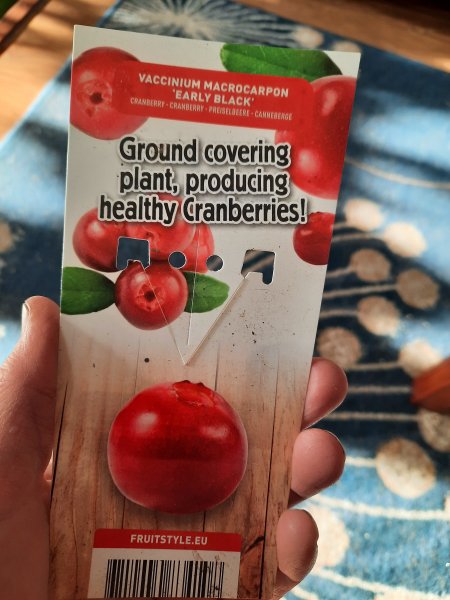 VACCINIUM MACROCARPON
'EARLY BLACK'
CRANBERRY - CRANBERRY - PREISELBEERE - CANNEBERGE
Ground covering
plant, producing
healthy Cranberries!
FRUITSTYLE.EU